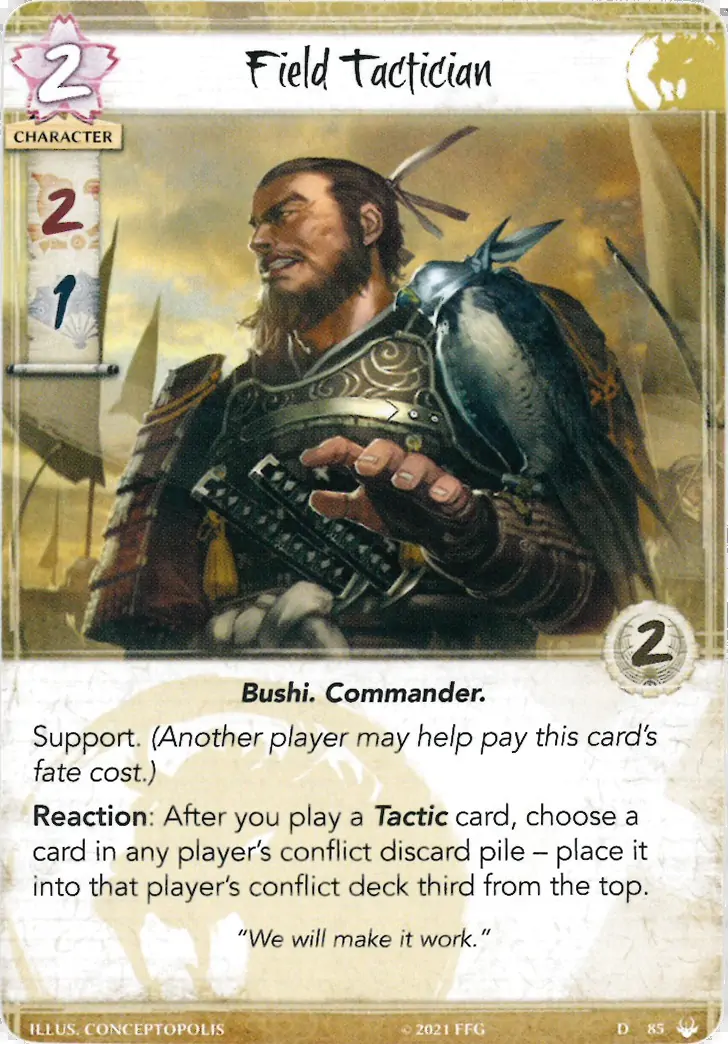 2
Field Tactician
CHARACTER
2
1
2
Bushi. Commander.
Support. (Another player may help pay this card's
fate cost.)
Reaction: After you play a Tactic card, choose a
card in any player's conflict discard pile – place it
into that player's conflict deck third from the top.
"We will make it work."
ILLUS. CONCEPTOPOLIS © 2021 FFG D 85